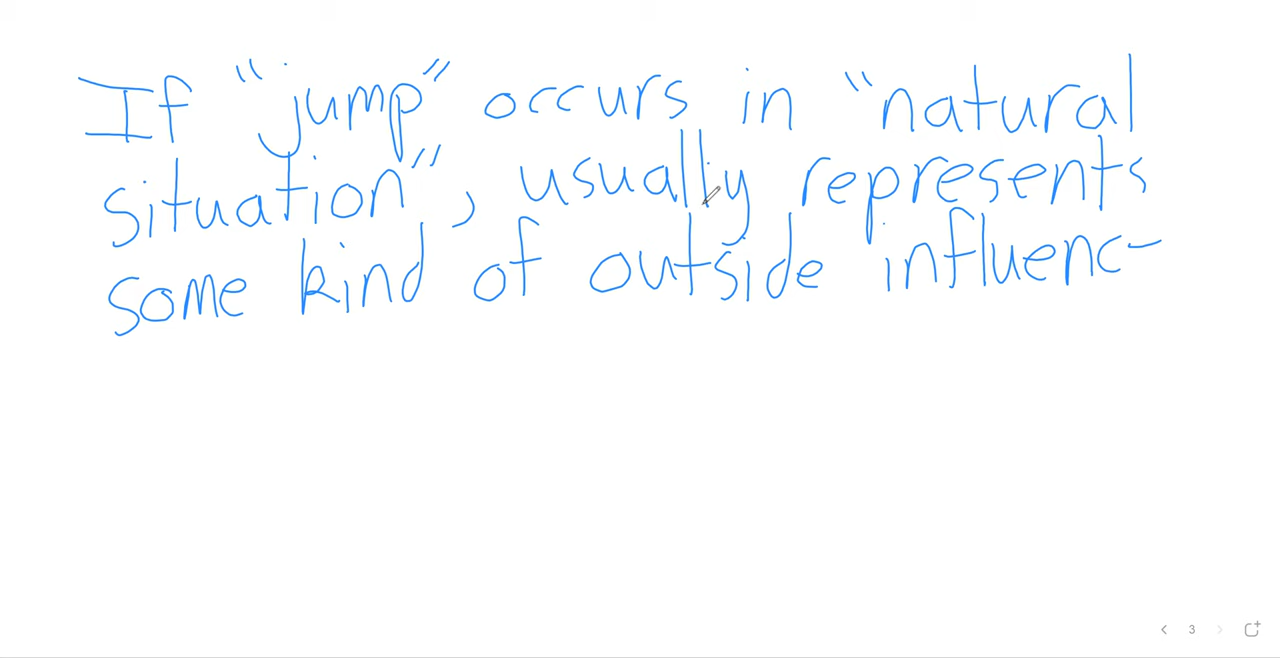 If "jump" occurs in "natural
situation", usually represents
some kind of outside influenc-
3